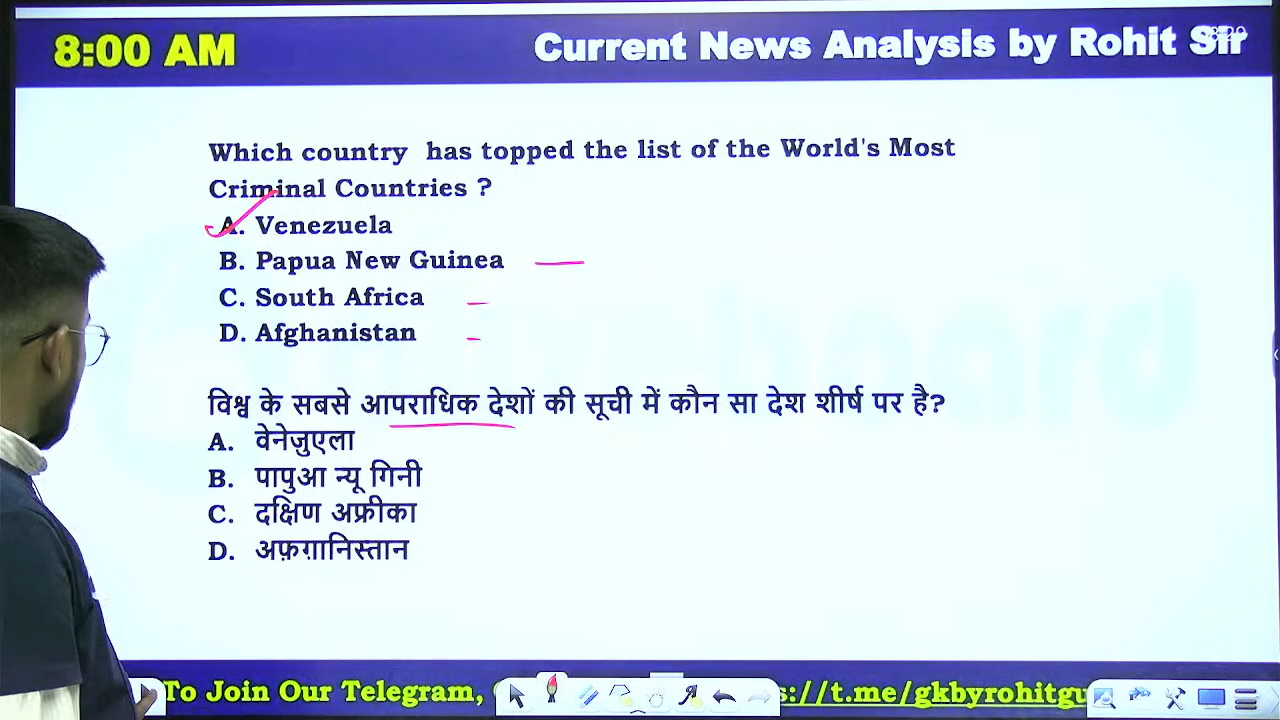 8:00 AM
Current News Analysis by Rohit Sir
Which country has topped the list of the World's Most
Criminal Countries ?
A. Venezuela
B. Papua New Guinea
C. South Africa
D. Afghanistan
विश्व के सबसे आपराधिक देशों की सूची में कौन सा देश शीर्ष पर है?
A. वेनेजुएला
B. पापुआ न्यू गिनी
C. दक्षिण अफ्रीका
D. अफ़ग़ानिस्तान
To Join Our Telegram,
s://t.me/gkbyrohitgu